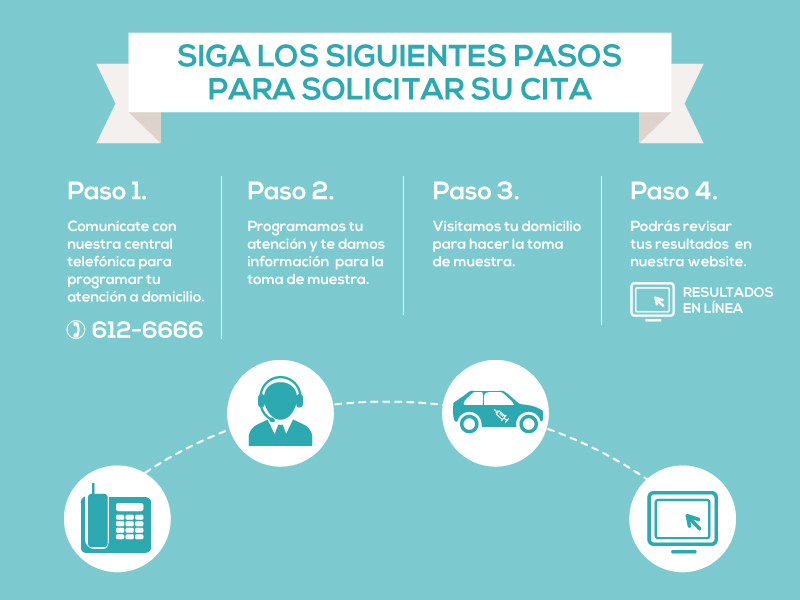 SIGA LOS SIGUIENTES PASOS
PARA SOLICITAR SU CITA
Paso 1.
Comunícate con
nuestra central
telefónica para
programar tu
atención a domicilio.
612-6666
Paso 2.
Programamos tu
atención y te damos
información para la
toma de muestra.
Paso 3.
Visitamos tu domicilio
para hacer la toma
de muestra.
Paso 4.
Podrás revisar
tus resultados en
nuestra website.
RESULTADOS
EN LÍNEA